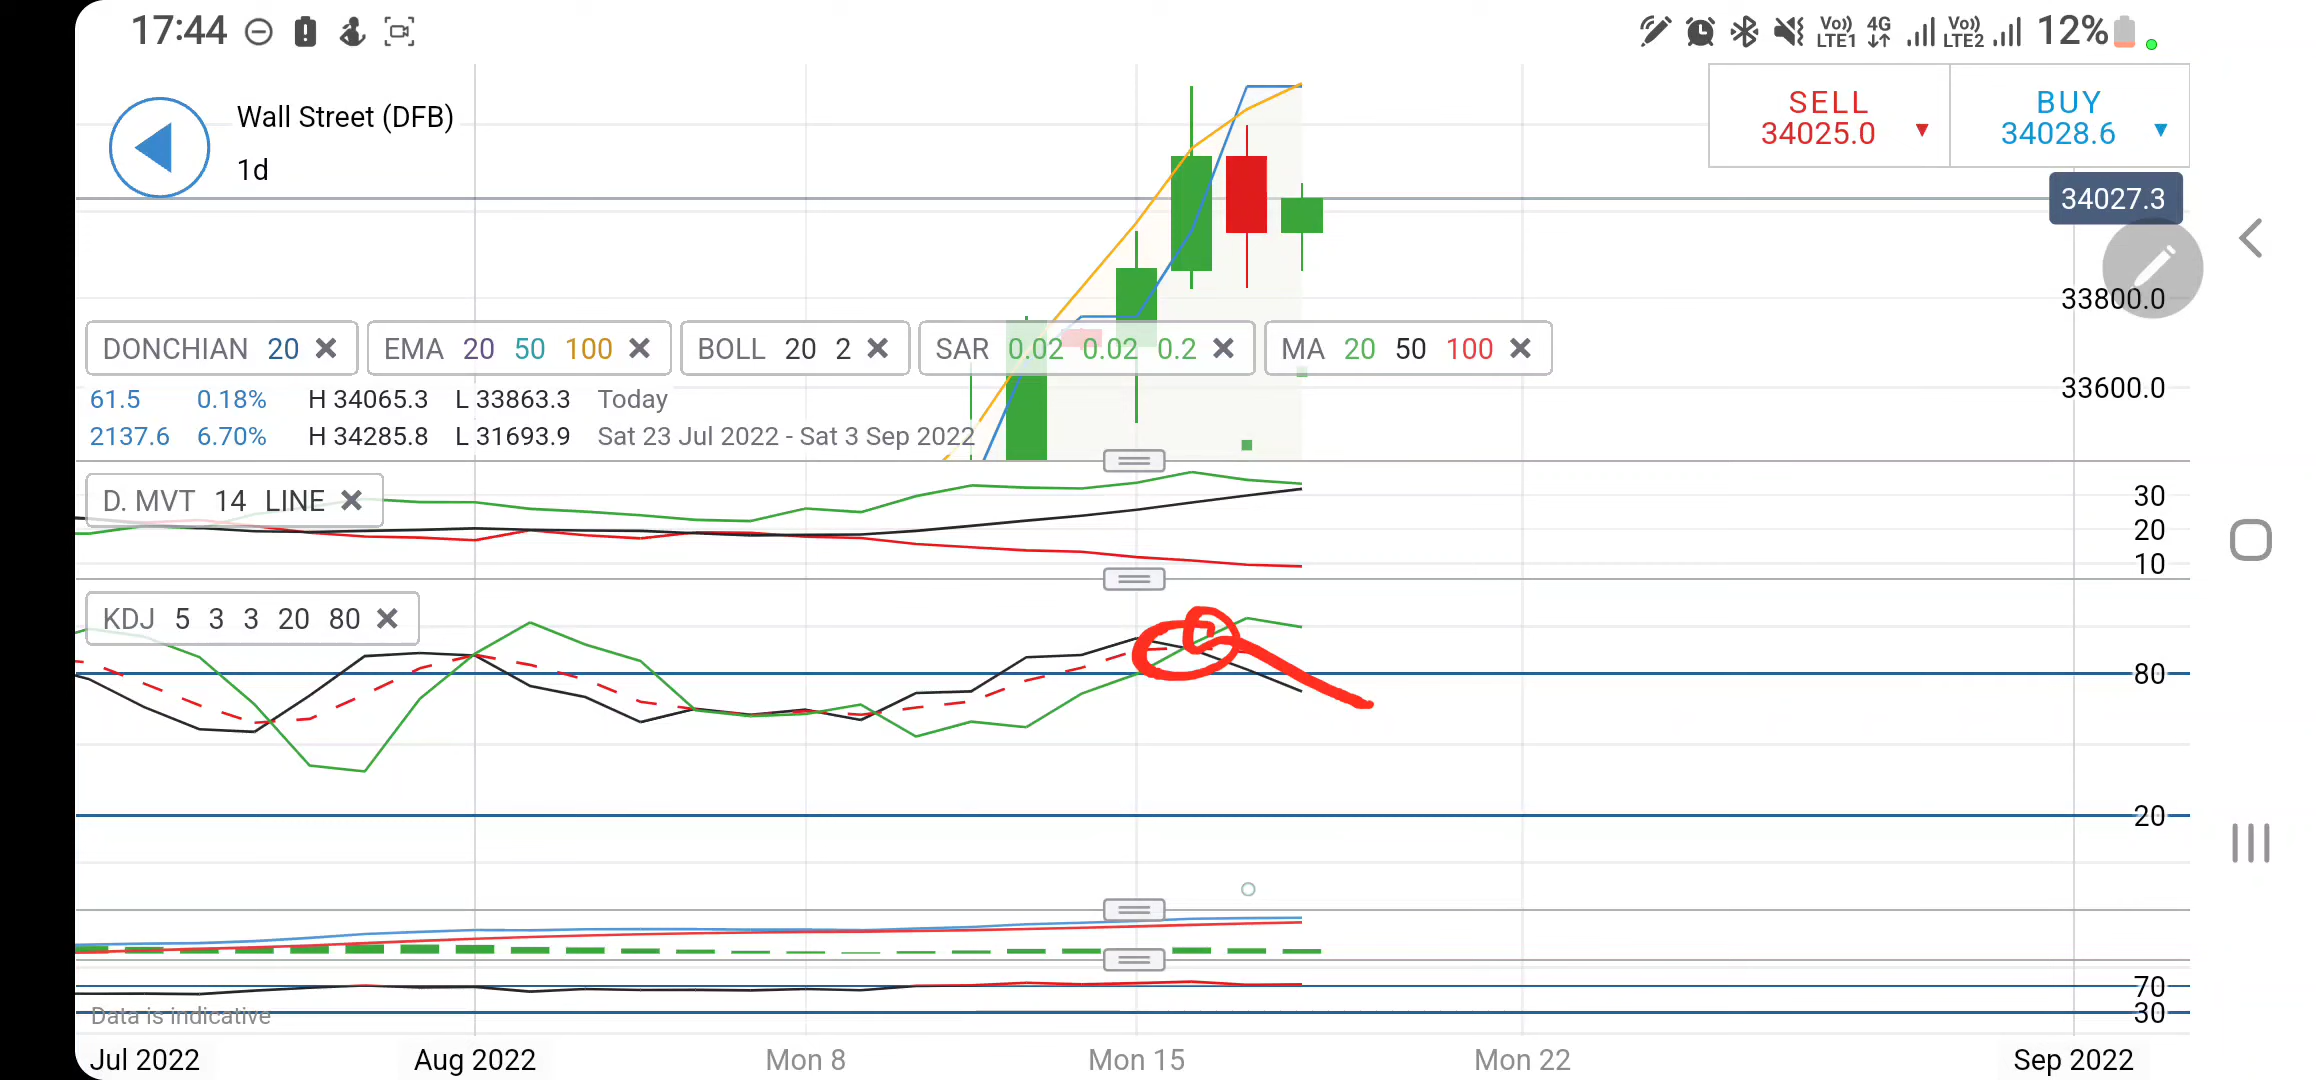 17:44
Vo)) LTE1 4G Vo)) LTE2 12%
Wall Street (DFB)
1d
SELL
34025.0
BUY
34028.6
34027.3
33800.0
33600.0
DONCHIAN 20
EMA 20 50 100
BOLL 20 2
SAR 0.02 0.02 0.2
MA 20 50 100
61.5 0.18% H 34065.3 L 33863.3 Today
2137.6 6.70% H 34285.8 L 31693.9 Sat 23 Jul 2022 - Sat 3 Sep 2022
D. MVT 14 LINE
30
20
10
KDJ 5 3 3 20 80
80
20
70
30
Data is indicative
Jul 2022 Aug 2022 Mon 8 Mon 15 Mon 22 Sep 2022